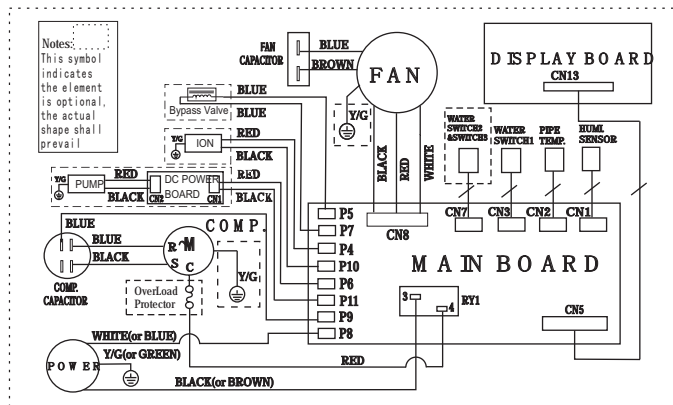 Notes:
This symbol
indicates
the element
is optional,
the actual
shape shall
prevail
FAN
CAPACITOR
BLUE
BROWN
FAN
Y/G
BLACK
RED
WHITE
DISPLAY BOARD
CN13
BLUE
BLUE
Bypass Valve
Y/G
ION
RED
BLACK
Y/G
PUMP
RED
BLACK
DC POWER
BOARD
CN2
CN1
RED
BLACK
WATER
SWITCH2
&SWITCH3
WATER
SWITCH1
PIPE
TEMP.
HUMI.
SENSOR
CN7
CN3
CN2
CN1
CN8
P5
P7
P4
P10
P6
P11
P9
P8
MAIN BOARD
3
4
RY1
CN5
BLUE
BLUE
BLACK
COMP.
CAPACITOR
COMP.
R
M
S
C
Y/G
OverLoad
Protector
WHITE(or BLUE)
Y/G(or GREEN)
POWER
BLACK(or BROWN)
RED